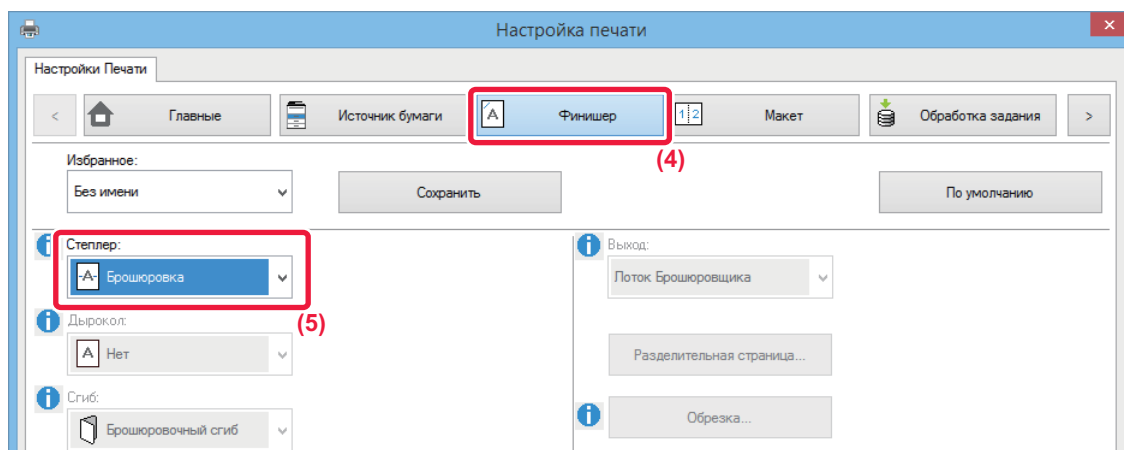 Настройка печати
×
Настройки Печати
< Главные Источник бумаги A Финишер 1 2 Макет Обработка задания >
(4)
Избранное:
Без имени Сохранить По умолчанию
i Степлер: i Выход:
-A- Брошюровка Лоток Брошюровщика
(5)
i Дырокол:
A Нет Разделительная страница...
i Сгиб:
Брошюровочный сгиб i Обрезка...